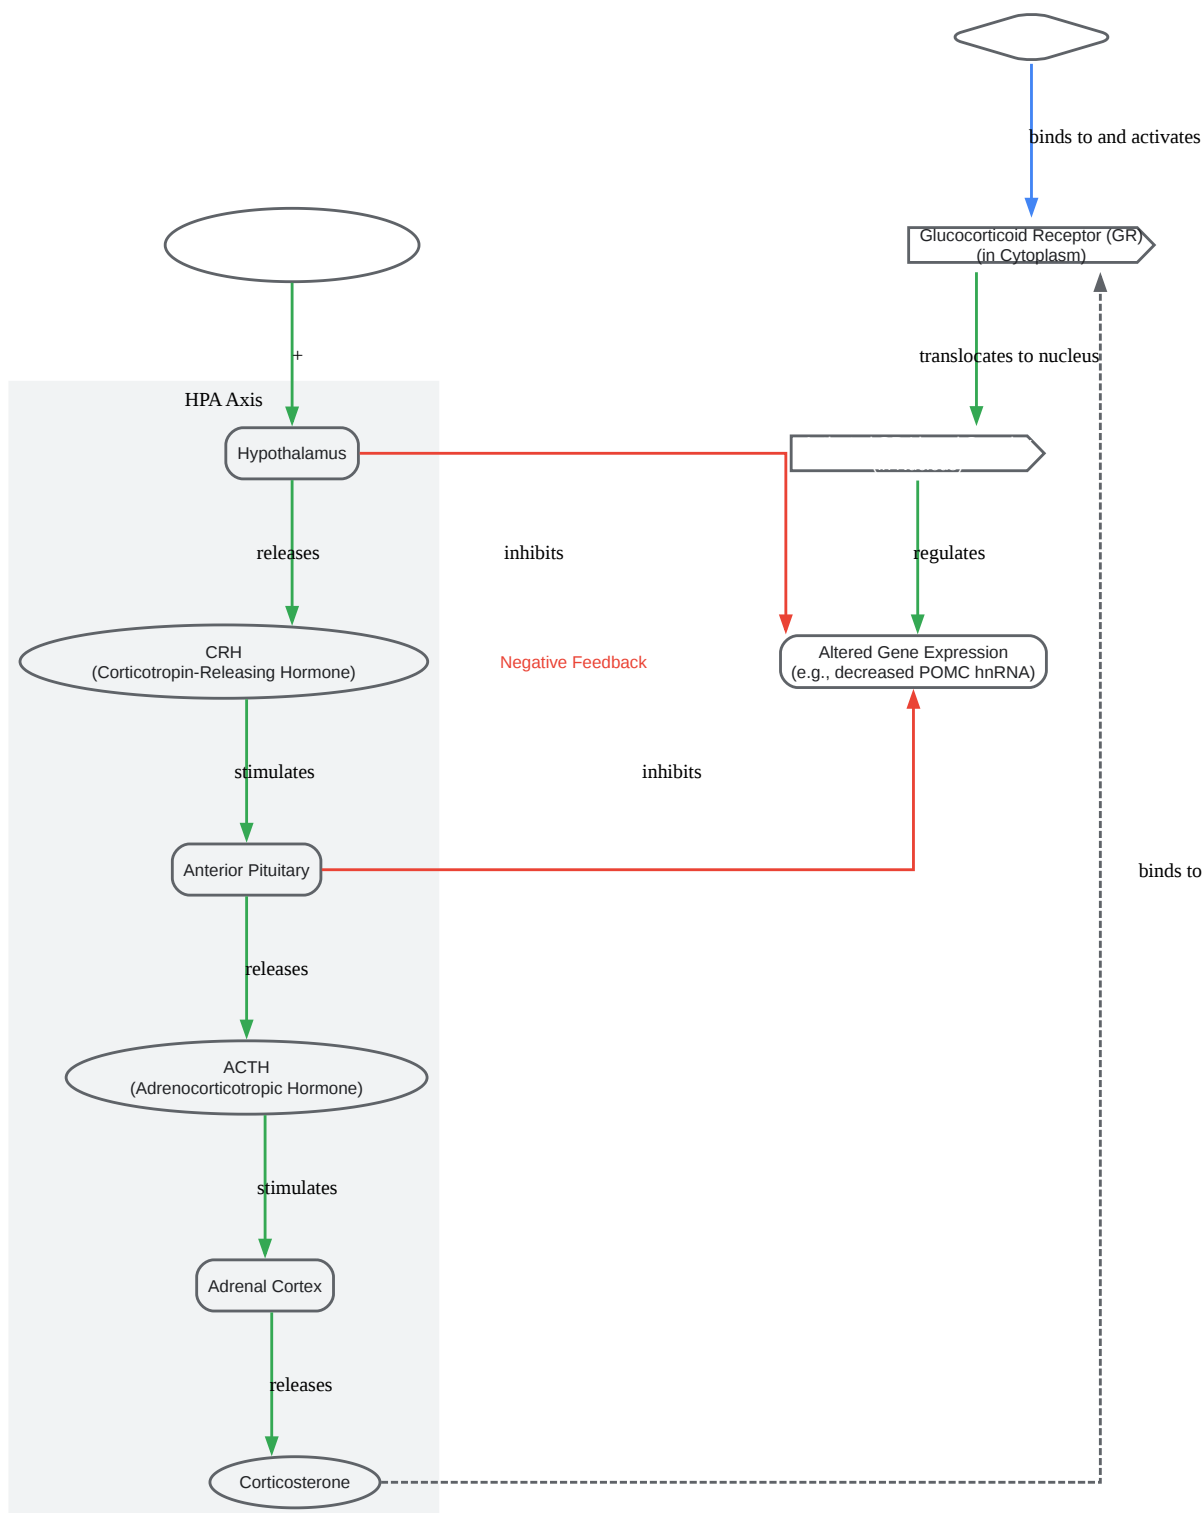 binds to and activates
Glucocorticoid Receptor (GR)
(in Cytoplasm)
+
translocates to nucleus
HPA Axis
Hypothalamus
releases
inhibits
regulates
CRH
(Corticotropin-Releasing Hormone)
Negative Feedback
Altered Gene Expression
(e.g., decreased POMC hnRNA)
stimulates
inhibits
Anterior Pituitary
binds to
releases
ACTH
(Adrenocorticotropic Hormone)
stimulates
Adrenal Cortex
releases
Corticosterone